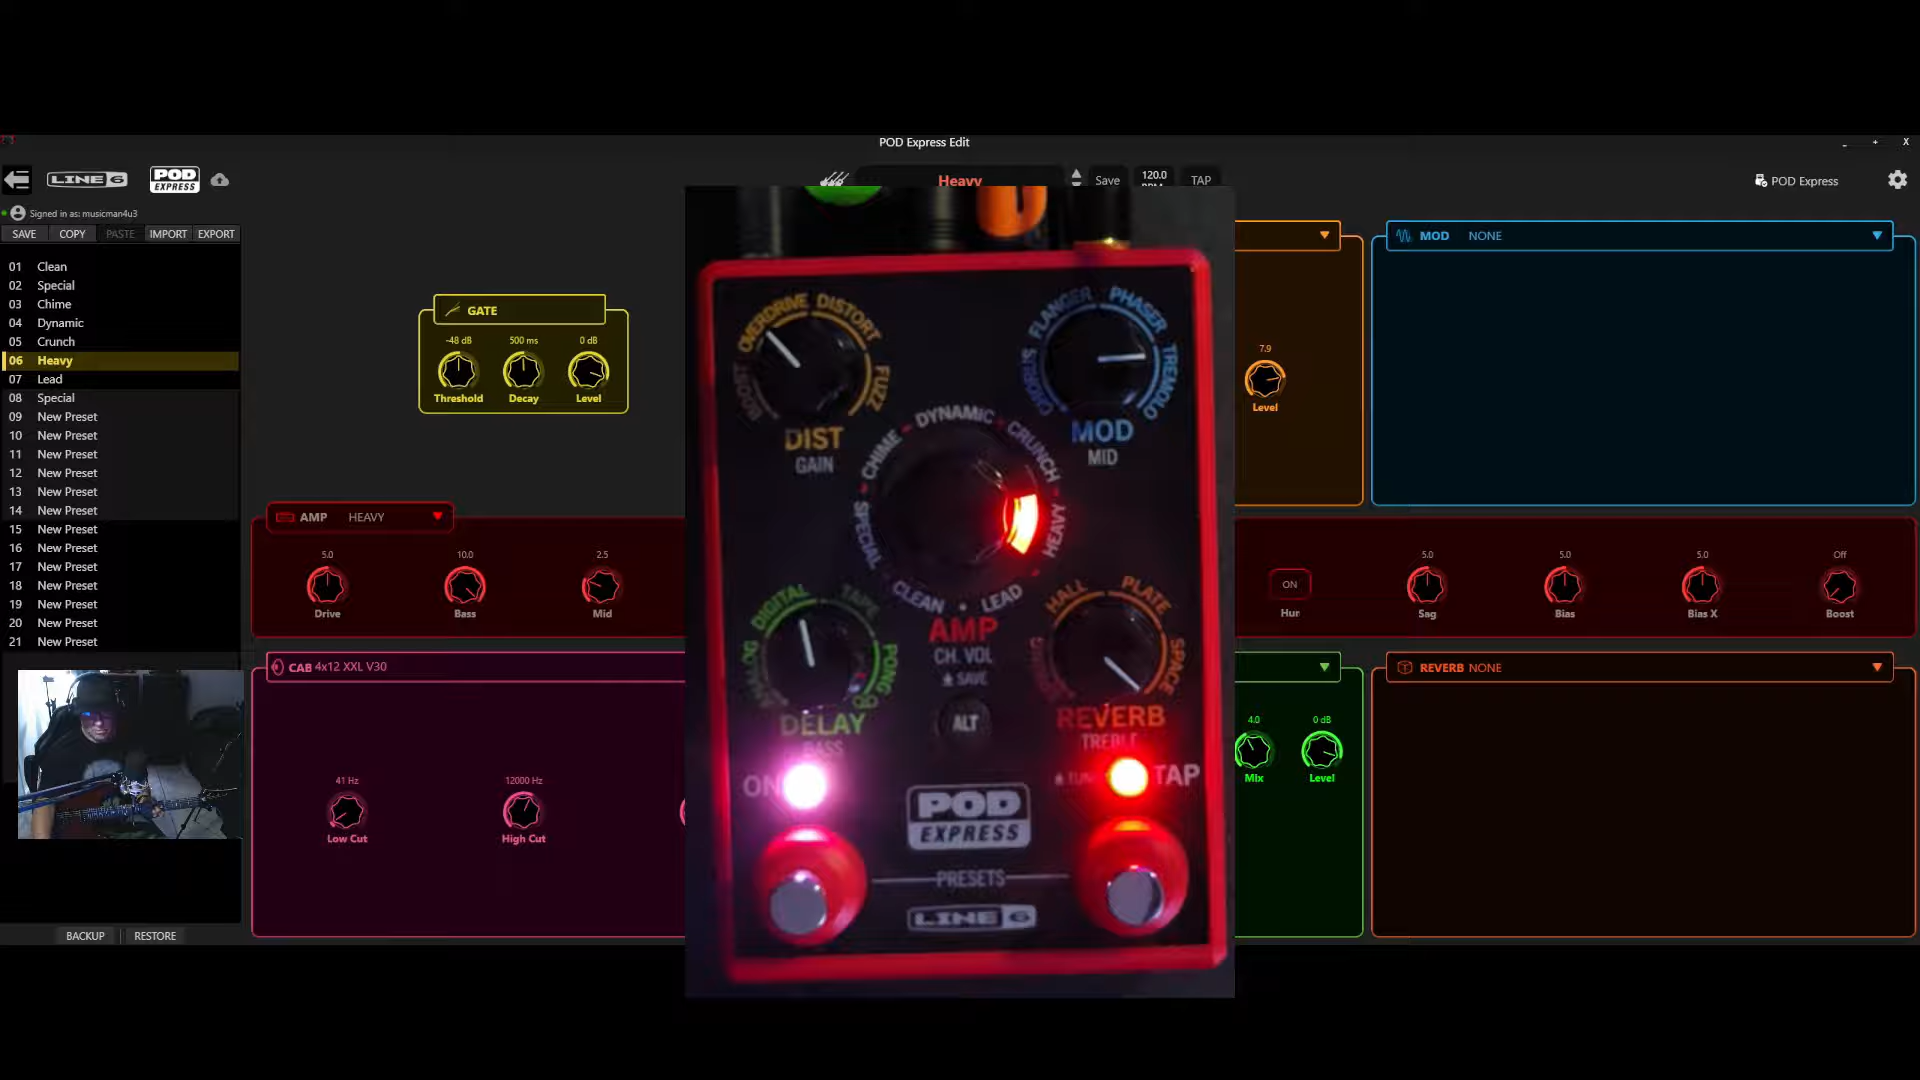 POD Express Edit
LINE 6
POD EXPRESS
Heavy
Save
120.0
TAP
POD Express
Signed in as: musicman4u3
SAVE COPY PASTE IMPORT EXPORT
01 Clean
02 Special
03 Chime
04 Dynamic
05 Crunch
06 Heavy
07 Lead
08 Special
09 New Preset
10 New Preset
11 New Preset
12 New Preset
13 New Preset
14 New Preset
15 New Preset
16 New Preset
17 New Preset
18 New Preset
19 New Preset
20 New Preset
21 New Preset
BACKUP RESTORE
GATE
-48 dB 500 ms 0 dB
Threshold Decay Level
7.9
Level
MOD NONE
AMP HEAVY
5.0 10.0 2.5
Drive Bass Mid
ON
Hur
5.0 5.0 5.0 Off
Sag Bias Bias X Boost
CAB 4x12 XXL V30
41 Hz 12000 Hz
Low Cut High Cut
4.0 0 dB
Mix Level
REVERB NONE
BOOST OVERDRIVE DISTORT FUZZ
DIST
GAIN
CHORUS FLANGER PHASER TREMOLO
MOD
MID
CLEAN SPECIAL CHIME DYNAMIC CRUNCH HEAVY LEAD
AMP
CH. VOL
SAVE
ANALOG DIGITAL TAPE PONG
DELAY
BASS
ALT
HALL PLATE SPACE
REVERB
TREBLE
ON
TAP
POD
EXPRESS
PRESETS
LINE 6